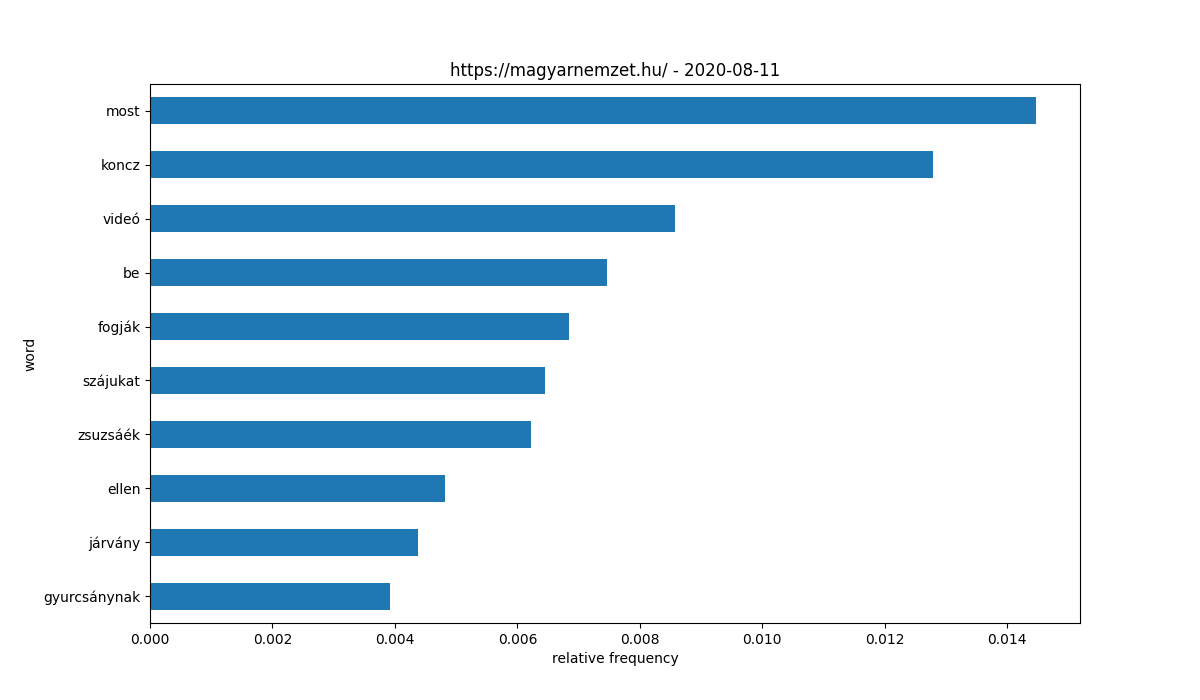 https://magyarnemzet.hu/ - 2020-08-11
most
koncz
videó
be
fogják
szájukat
zsuzsáék
ellen
járvány
gyurcsánynak
word
0.000 0.002 0.004 0.006 0.008 0.010 0.012 0.014
relative frequency